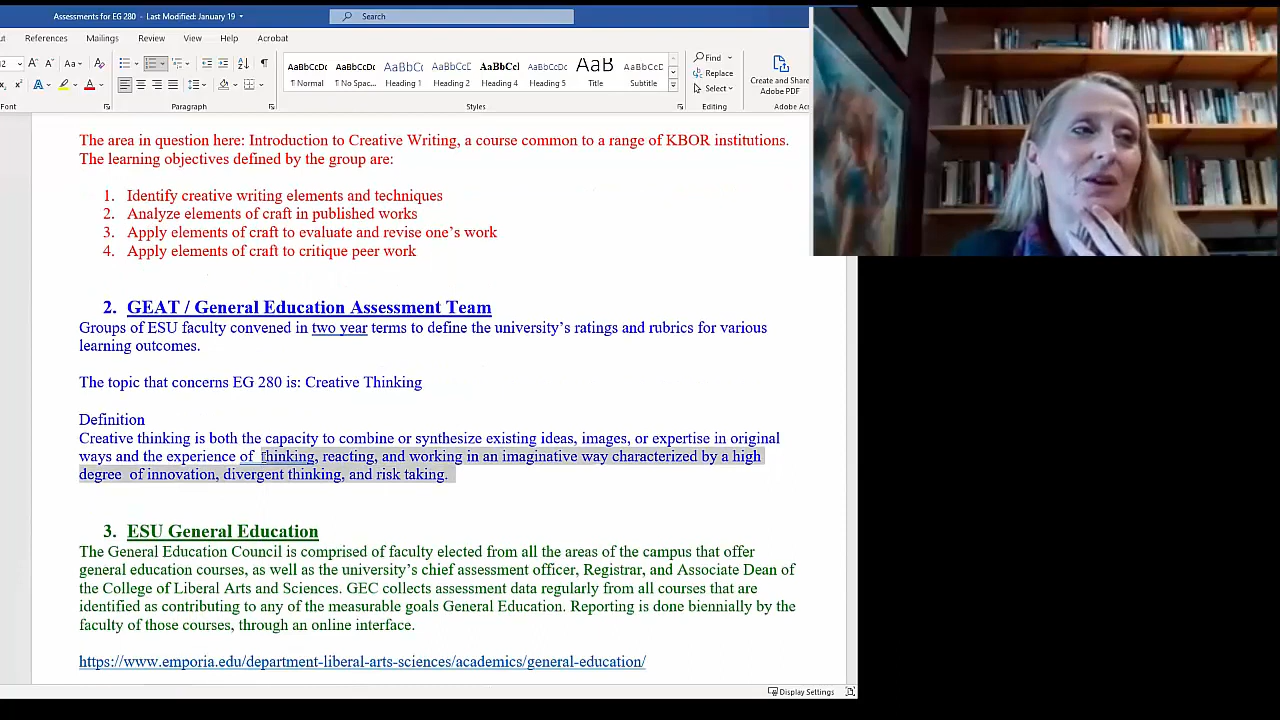 Assessments for EG 280 - Last Modified: January 19
Search
References Mailings Review View Help Acrobat
AaBbCcDc AaBbCcDc AaBbC AaBbCcC AaBbCcl AaBbCcD AaB AaBbCcD
Normal No Spac... Heading 1 Heading 2 Heading 4 Heading 5 Title Subtitle
Find
Replace
Select
Create and Share
Adobe PDF
Font Paragraph Styles Editing Adobe Ac
The area in question here: Introduction to Creative Writing, a course common to a range of KBOR institutions.
The learning objectives defined by the group are:
1. Identify creative writing elements and techniques
2. Analyze elements of craft in published works
3. Apply elements of craft to evaluate and revise one’s work
4. Apply elements of craft to critique peer work
2. GEAT / General Education Assessment Team
Groups of ESU faculty convened in two year terms to define the university’s ratings and rubrics for various
learning outcomes.
The topic that concerns EG 280 is: Creative Thinking
Definition
Creative thinking is both the capacity to combine or synthesize existing ideas, images, or expertise in original
ways and the experience of thinking, reacting, and working in an imaginative way characterized by a high
degree of innovation, divergent thinking, and risk taking.
3. ESU General Education
The General Education Council is comprised of faculty elected from all the areas of the campus that offer
general education courses, as well as the university’s chief assessment officer, Registrar, and Associate Dean of
the College of Liberal Arts and Sciences. GEC collects assessment data regularly from all courses that are
identified as contributing to any of the measurable goals General Education. Reporting is done biennially by the
faculty of those courses, through an online interface.
https://www.emporia.edu/department-liberal-arts-sciences/academics/general-education/
Display Settings